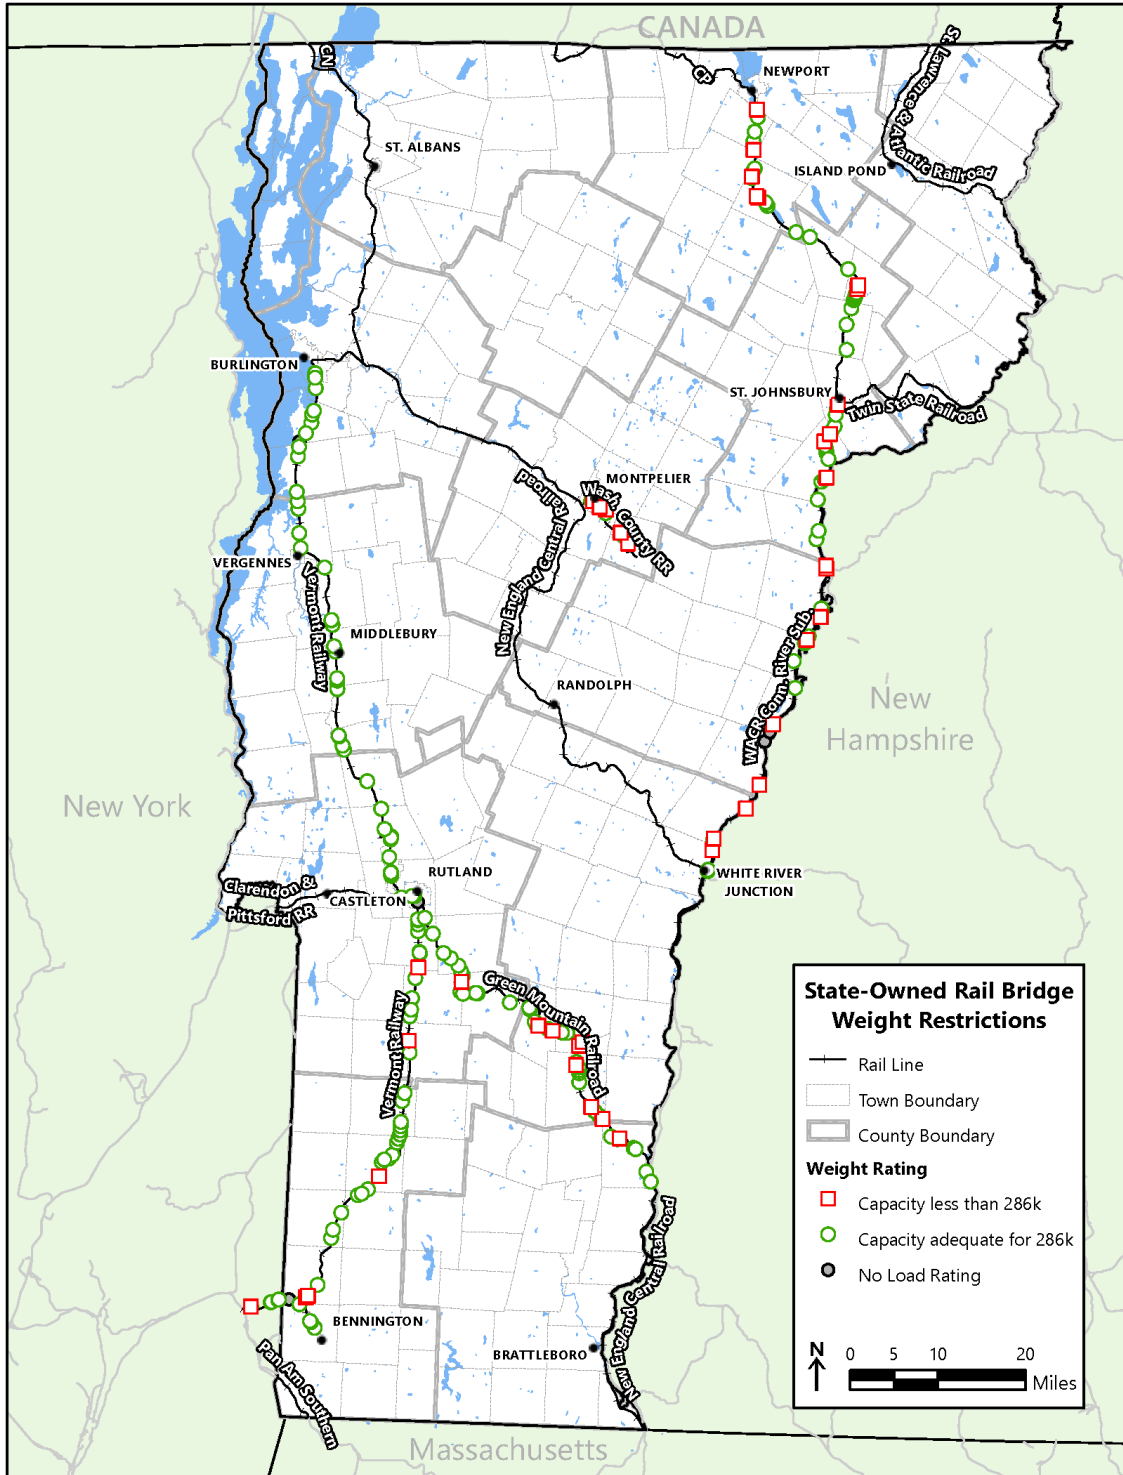 CANADA
CN
CP
NEWPORT
St. Lawrence & Atlantic Railroad
ST. ALBANS
ISLAND POND
BURLINGTON
ST. JOHNSBURY
Twin State Railroad
MONTPELIER
Wash. County RR
New England Central Railroad
VERGENNES
Vermont Railway
MIDDLEBURY
RANDOLPH
WACR Conn. River Sub.
New
Hampshire
New York
WHITE RIVER
JUNCTION
RUTLAND
CASTLETON
Clarendon &
Pittsford RR
Green Mountain Railroad
Vermont Railway
State-Owned Rail Bridge
Weight Restrictions
Rail Line
Town Boundary
County Boundary
Weight Rating
Capacity less than 286k
Capacity adequate for 286k
No Load Rating
N
0 5 10 20
Miles
New England Central Railroad
BENNINGTON
BRATTLEBORO
Pan Am Southern
Massachusetts